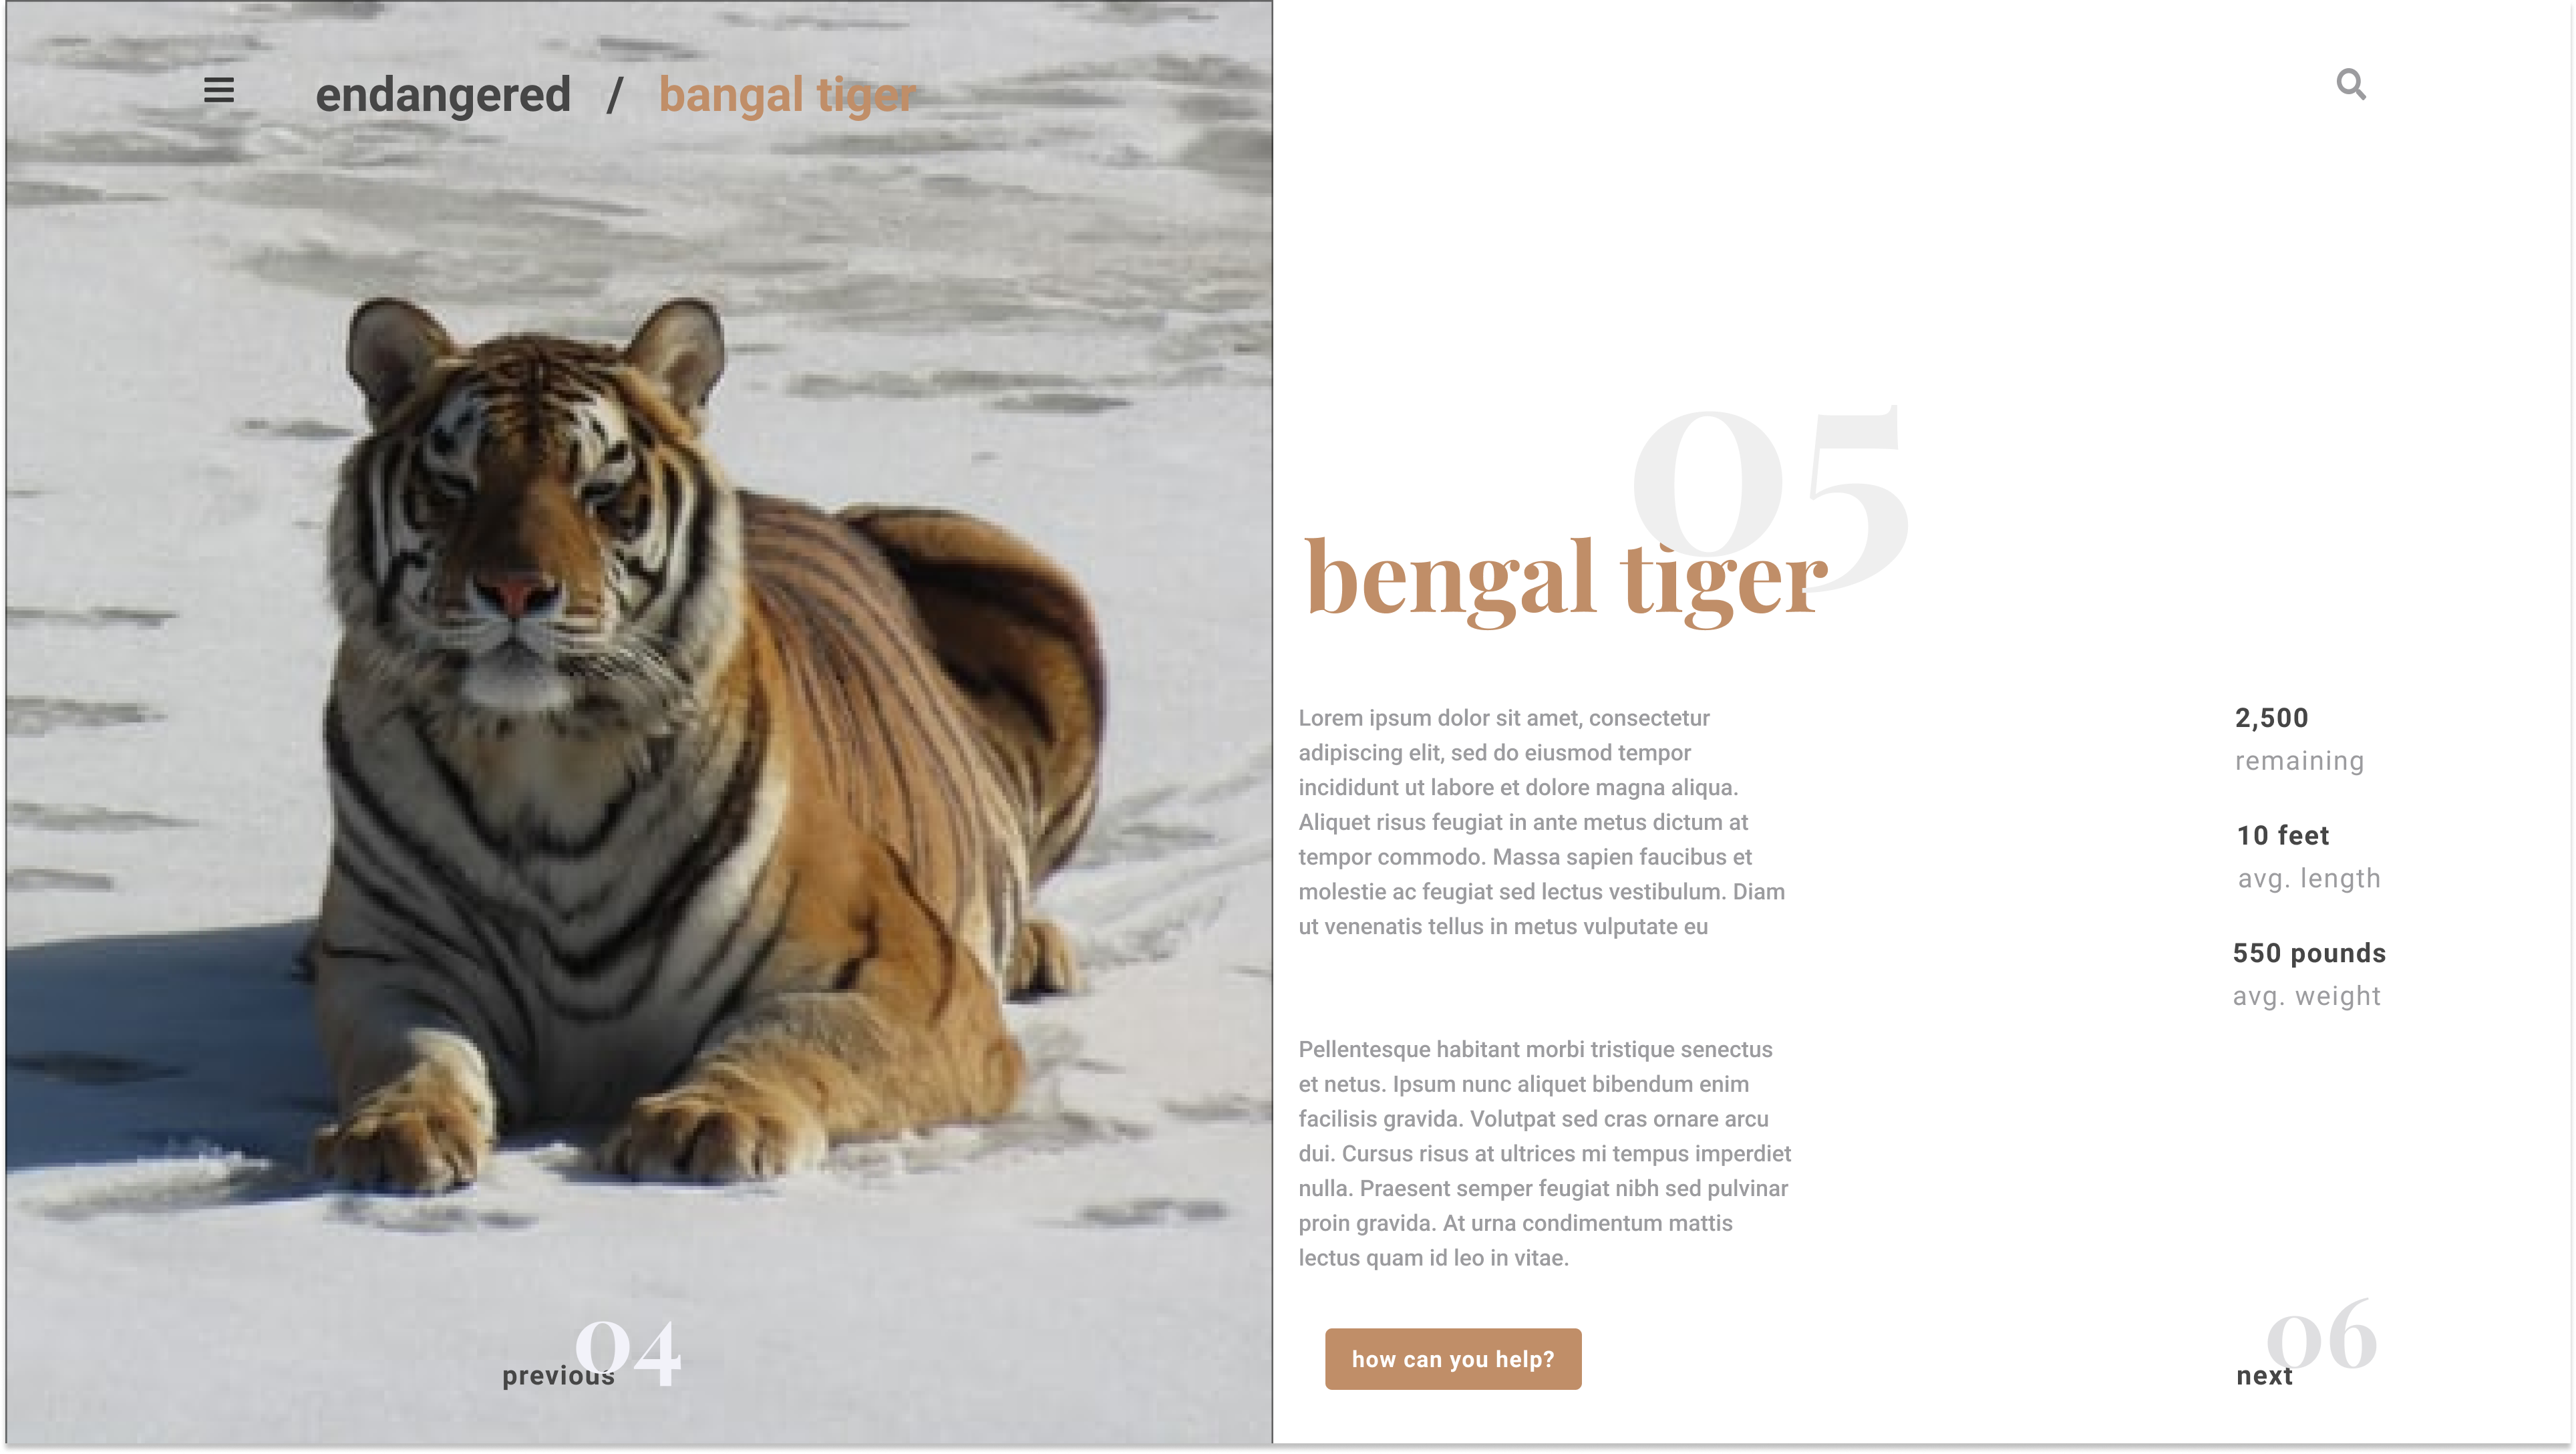 endangered / bangal tiger
05
bengal tiger
Lorem ipsum dolor sit amet, consectetur
adipiscing elit, sed do eiusmod tempor
incididunt ut labore et dolore magna aliqua.
Aliquet risus feugiat in ante metus dictum at
tempor commodo. Massa sapien faucibus et
molestie ac feugiat sed lectus vestibulum. Diam
ut venenatis tellus in metus vulputate eu
Pellentesque habitant morbi tristique senectus
et netus. Ipsum nunc aliquet bibendum enim
facilisis gravida. Volutpat sed cras ornare arcu
dui. Cursus risus at ultrices mi tempus imperdiet
nulla. Praesent semper feugiat nibh sed pulvinar
proin gravida. At urna condimentum mattis
lectus quam id leo in vitae.
2,500
remaining
10 feet
avg. length
550 pounds
avg. weight
04
previous
how can you help?
06
next